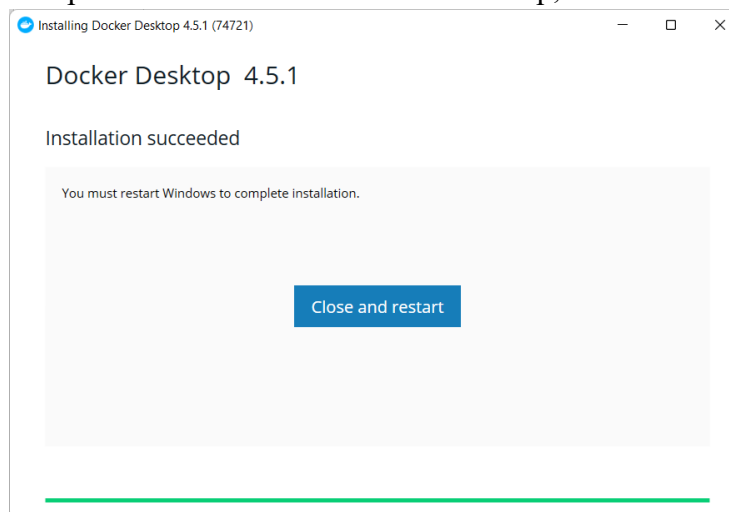 Installing Docker Desktop 4.5.1 (74721)
Docker Desktop 4.5.1
Installation succeeded
You must restart Windows to complete installation.
Close and restart